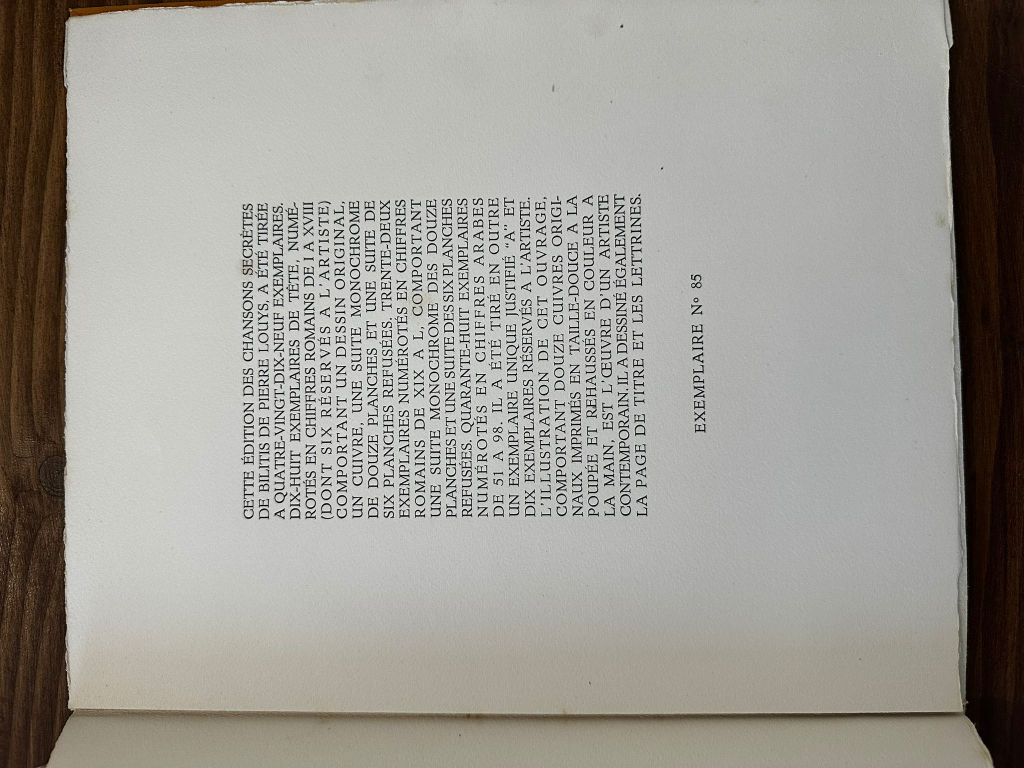 CETTE ÉDITION DES CHANSONS SECRÈTES
DE BILITIS DE PIERRE LOUYS, A ÉTÉ TIRÉE
A QUATRE-VINGT-DIX-NEUF EXEMPLAIRES.
DIX-HUIT EXEMPLAIRES DE TÊTE, NUMÉ-
ROTÉS EN CHIFFRES ROMAINS DE I A XVIII
(DONT SIX RÉSERVÉS A L'ARTISTE)
COMPORTANT UN DESSIN ORIGINAL,
UN CUIVRE, UNE SUITE MONOCHROME
DE DOUZE PLANCHES ET UNE SUITE DE
SIX PLANCHES REFUSÉES. TRENTE-DEUX
EXEMPLAIRES NUMÉROTÉS EN CHIFFRES
ROMAINS DE XIX A L, COMPORTANT
UNE SUITE MONOCHROME DES DOUZE
PLANCHES ET UNE SUITE DES SIX PLANCHES
REFUSÉES. QUARANTE-HUIT EXEMPLAIRES
NUMÉROTÉS EN CHIFFRES ARABES
DE 51 A 98. IL A ÉTÉ TIRÉ EN OUTRE
UN EXEMPLAIRE UNIQUE JUSTIFIÉ "A" ET
DIX EXEMPLAIRES RÉSERVÉS A L'ARTISTE.
L'ILLUSTRATION DE CET OUVRAGE,
COMPORTANT DOUZE CUIVRES ORIGI-
NAUX IMPRIMÉS EN TAILLE-DOUCE A LA
POUPÉE ET REHAUSSÉS EN COULEUR A
LA MAIN, EST L'ŒUVRE D'UN ARTISTE
CONTEMPORAIN. IL A DESSINÉ ÉGALEMENT
LA PAGE DE TITRE ET LES LETTRINES.
EXEMPLAIRE Nº 85